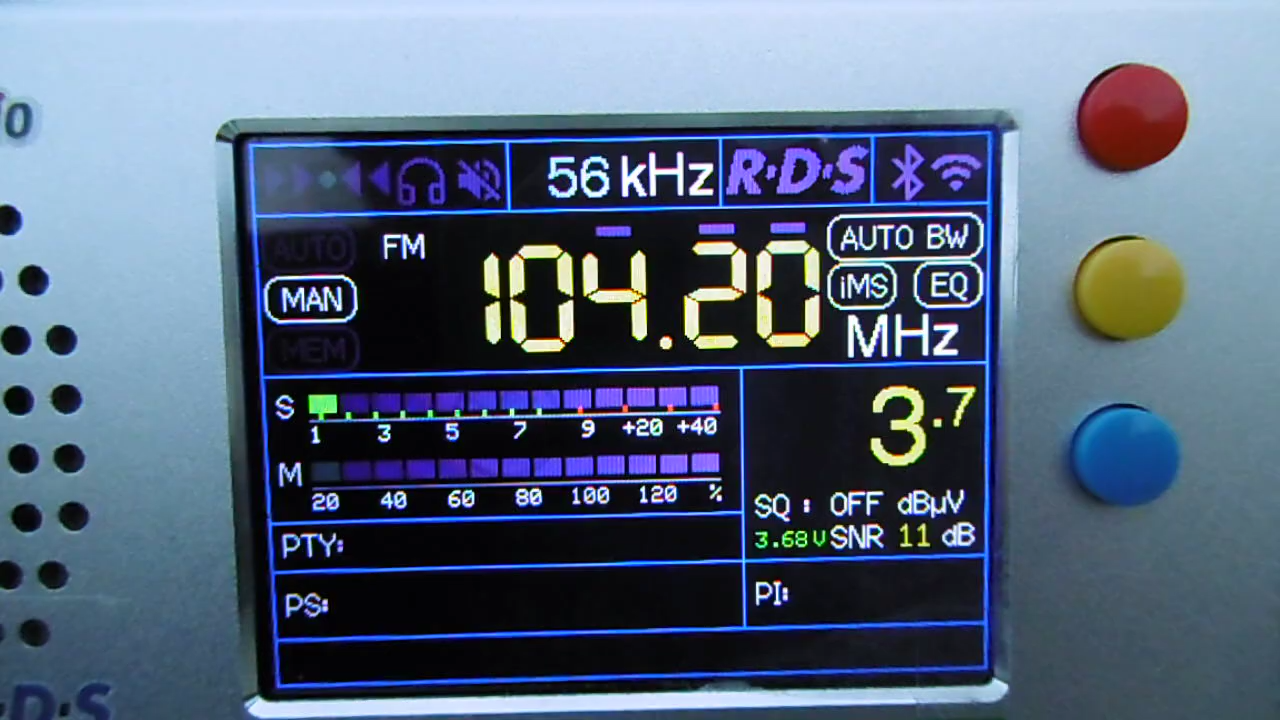 io
56 kHz R·D·S
AUTO FM AUTO BW
MAN 104.20 iMS EQ
MEM MHz
S 1 3 5 7 9 +20 +40
3.7
M 20 40 60 80 100 120 %
SQ : OFF dBµV
3.68V SNR 11 dB
PTY:
PS: PI:
R·D·S